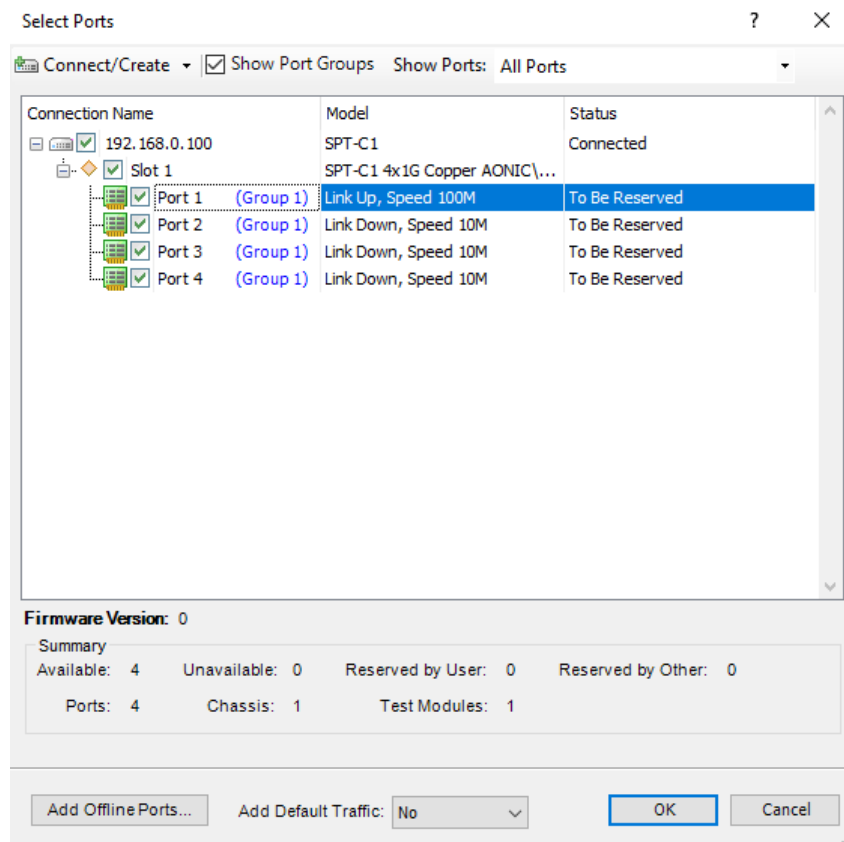 Select Ports ? ×
Connect/Create Show Port Groups Show Ports: All Ports
Connection Name Model Status
192.168.0.100 SPT-C1 Connected
Slot 1 SPT-C1 4x1G Copper AONIC\...
Port 1 (Group 1) Link Up, Speed 100M To Be Reserved
Port 2 (Group 1) Link Down, Speed 10M To Be Reserved
Port 3 (Group 1) Link Down, Speed 10M To Be Reserved
Port 4 (Group 1) Link Down, Speed 10M To Be Reserved
Firmware Version: 0
Summary
Available: 4 Unavailable: 0 Reserved by User: 0 Reserved by Other: 0
Ports: 4 Chassis: 1 Test Modules: 1
Add Offline Ports... Add Default Traffic: No OK Cancel